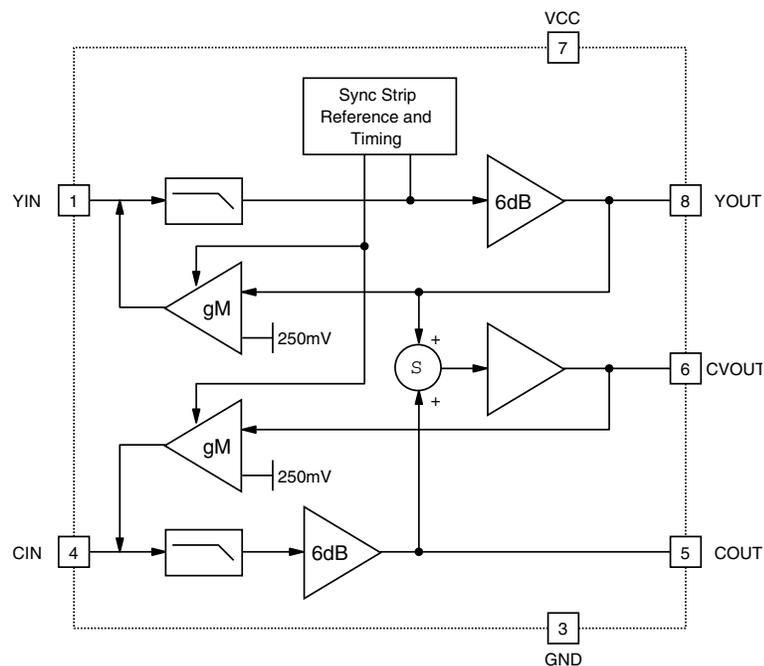 VCC
7
Sync Strip
Reference and
Timing
YIN
1
6dB
8
YOUT
gM
250mV
+
S
+
6
CVOUT
gM
250mV
CIN
4
6dB
5
COUT
3
GND